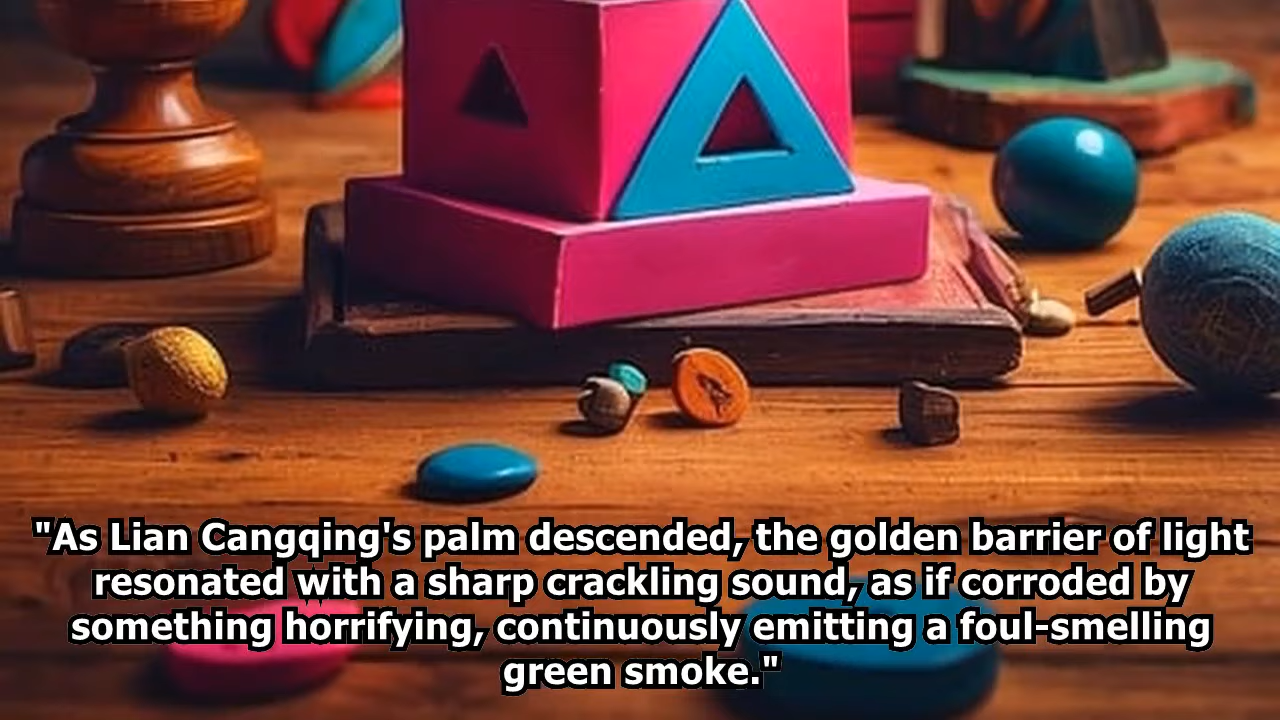 "As Lian Cangqing's palm descended, the golden barrier of light
resonated with a sharp crackling sound, as if corroded by
something horrifying, continuously emitting a foul-smelling
green smoke."